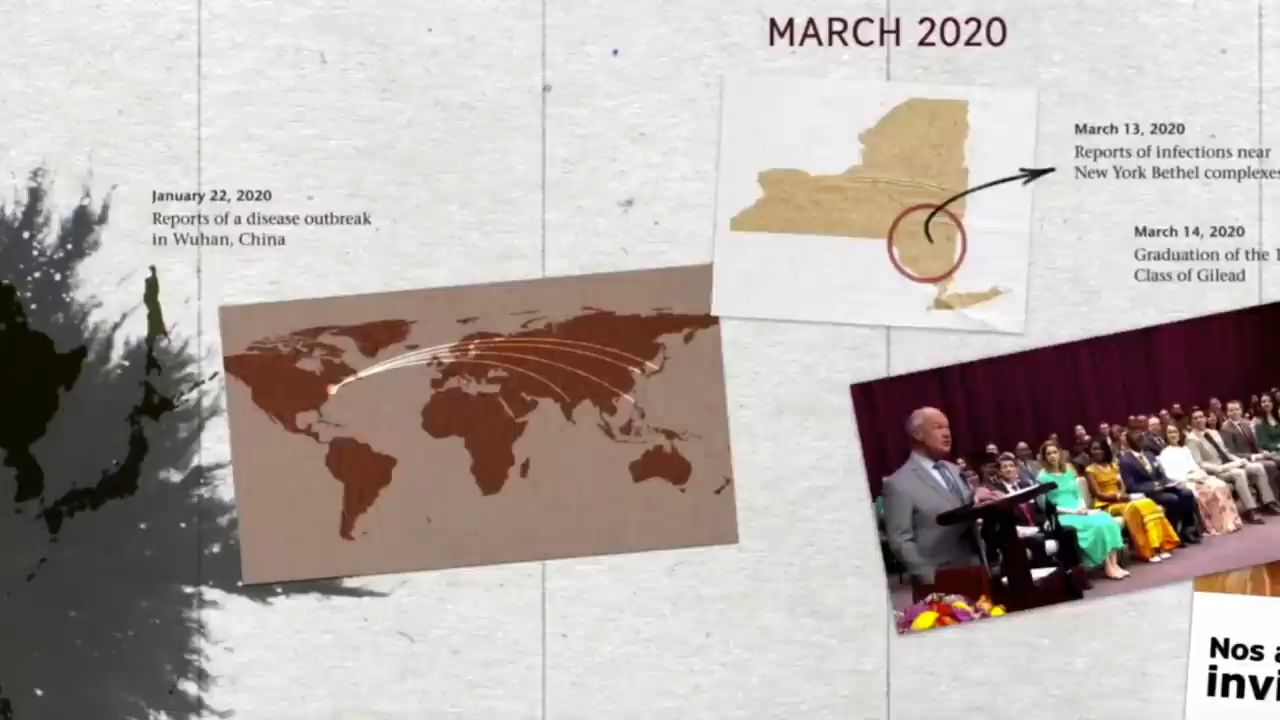 MARCH 2020
January 22, 2020
Reports of a disease outbreak
in Wuhan, China
March 13, 2020
Reports of infections near
New York Bethel complexes
March 14, 2020
Graduation of the
Class of Gilead
Nos